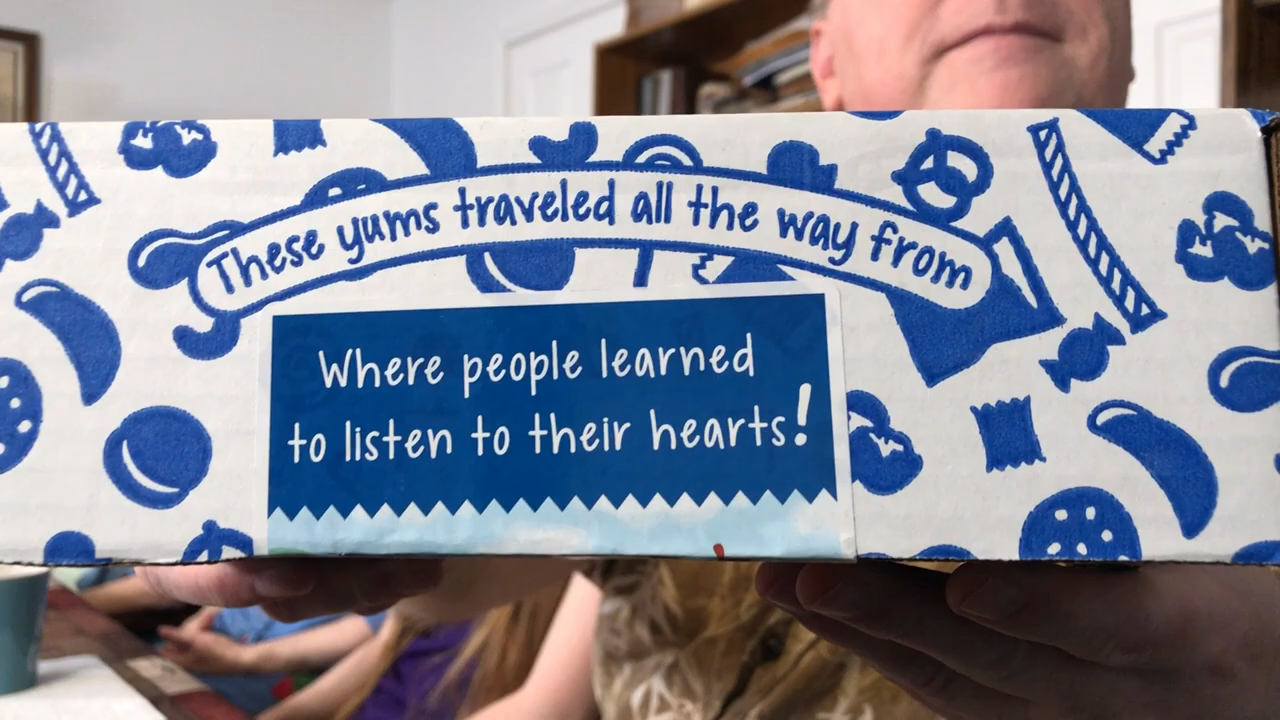 These yums traveled all the way from
Where people learned
to listen to their hearts!